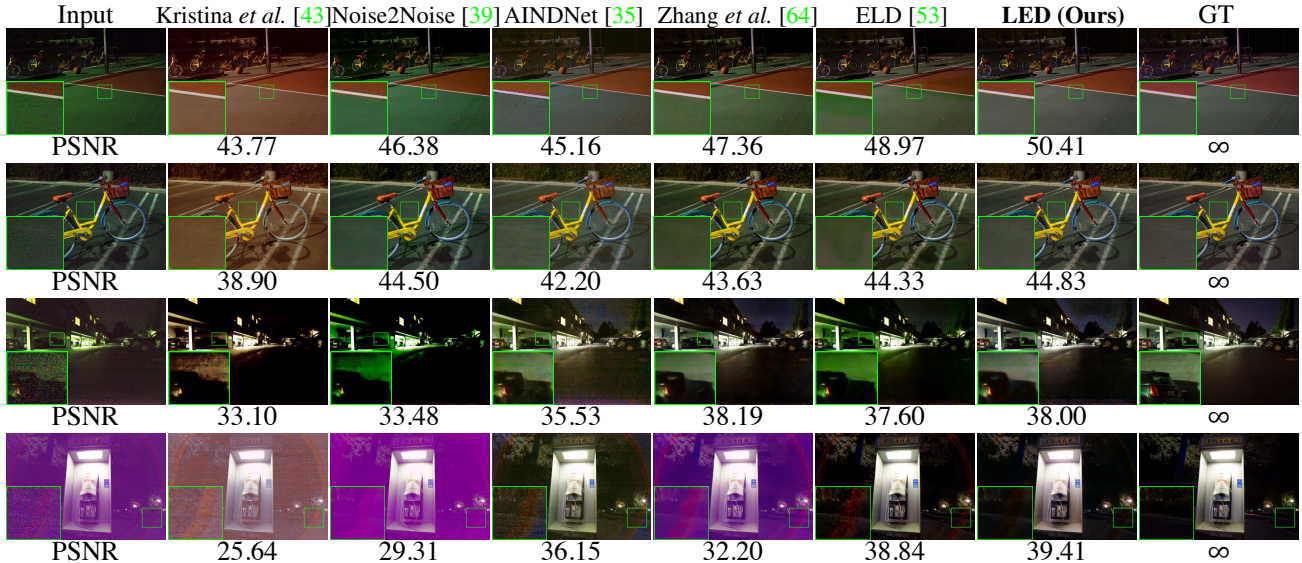 Input Kristina et al. [43] Noise2Noise [39] AINDNet [35] Zhang et al. [64] ELD [53] LED (Ours) GT
PSNR 43.77 46.38 45.16 47.36 48.97 50.41 ∞
PSNR 38.90 44.50 42.20 43.63 44.33 44.83 ∞
PSNR 33.10 33.48 35.53 38.19 37.60 38.00 ∞
PSNR 25.64 29.31 36.15 32.20 38.84 39.41 ∞